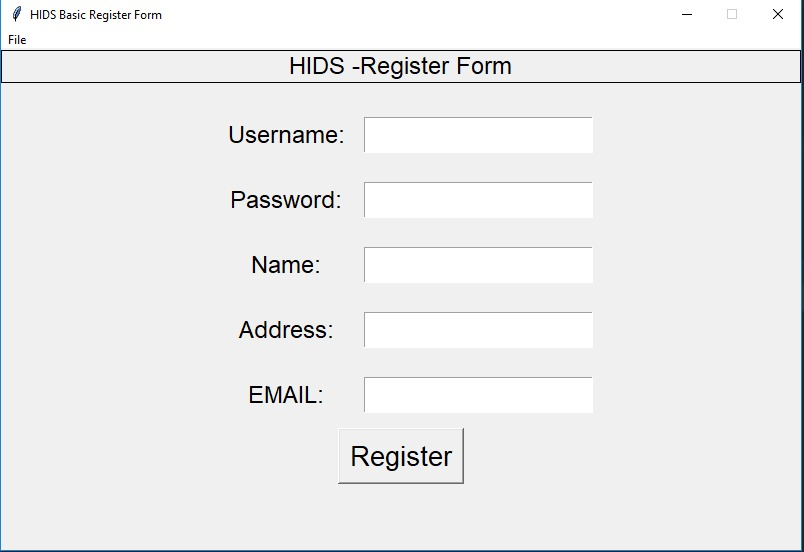 HIDS Basic Register Form
File
HIDS -Register Form
Username:
Password:
Name:
Address:
EMAIL:
Register